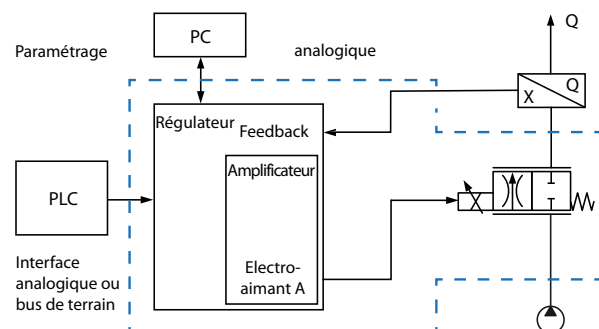 Paramétrage
PC
analogique
Q
Q
X
Régulateur
Feedback
Amplificateur
PLC
Electro-
aimant A
Interface
analogique ou
bus de terrain